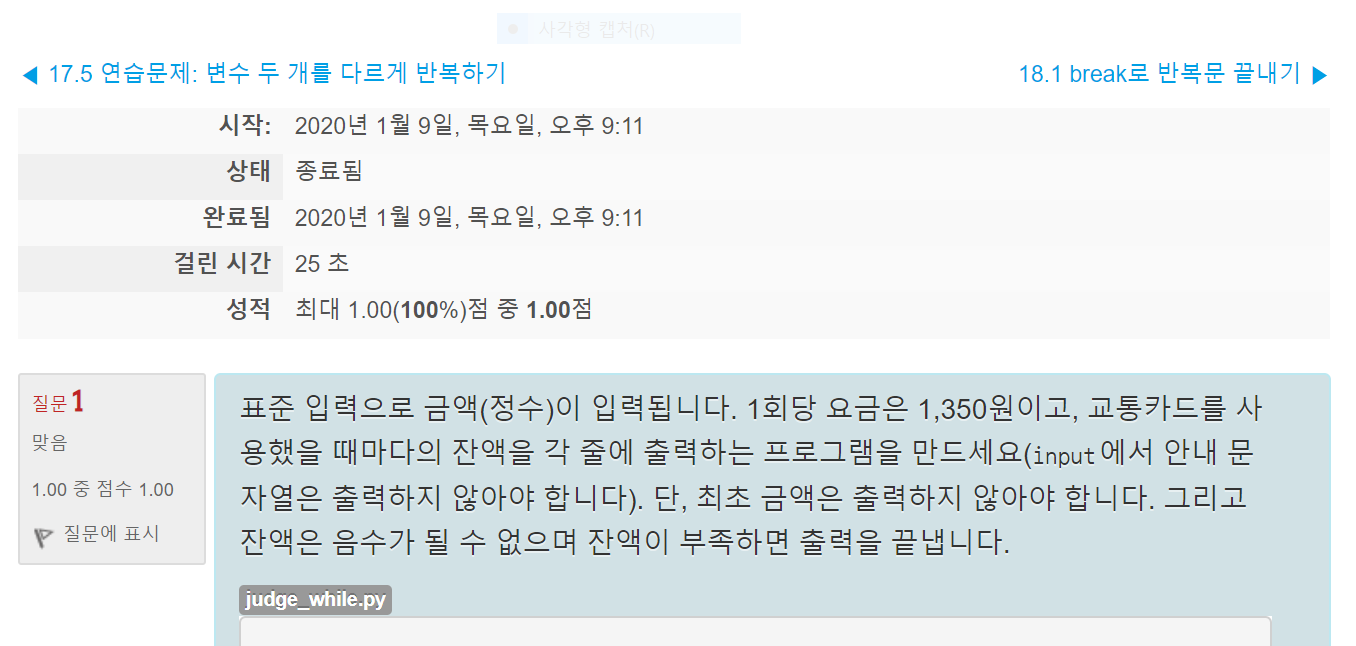 사각형 캡처(R)
◀ 17.5 연습문제: 변수 두 개를 다르게 반복하기
18.1 break로 반복문 끝내기 ▶
시작: 2020년 1월 9일, 목요일, 오후 9:11
상태 종료됨
완료됨 2020년 1월 9일, 목요일, 오후 9:11
걸린 시간 25 초
성적 최대 1.00(100%)점 중 1.00점
질문 1
맞음
1.00 중 점수 1.00
질문에 표시
표준 입력으로 금액(정수)이 입력됩니다. 1회당 요금은 1,350원이고, 교통카드를 사
용했을 때마다의 잔액을 각 줄에 출력하는 프로그램을 만드세요(input에서 안내 문
자열은 출력하지 않아야 합니다). 단, 최초 금액은 출력하지 않아야 합니다. 그리고
잔액은 음수가 될 수 없으며 잔액이 부족하면 출력을 끝냅니다.
judge_while.py